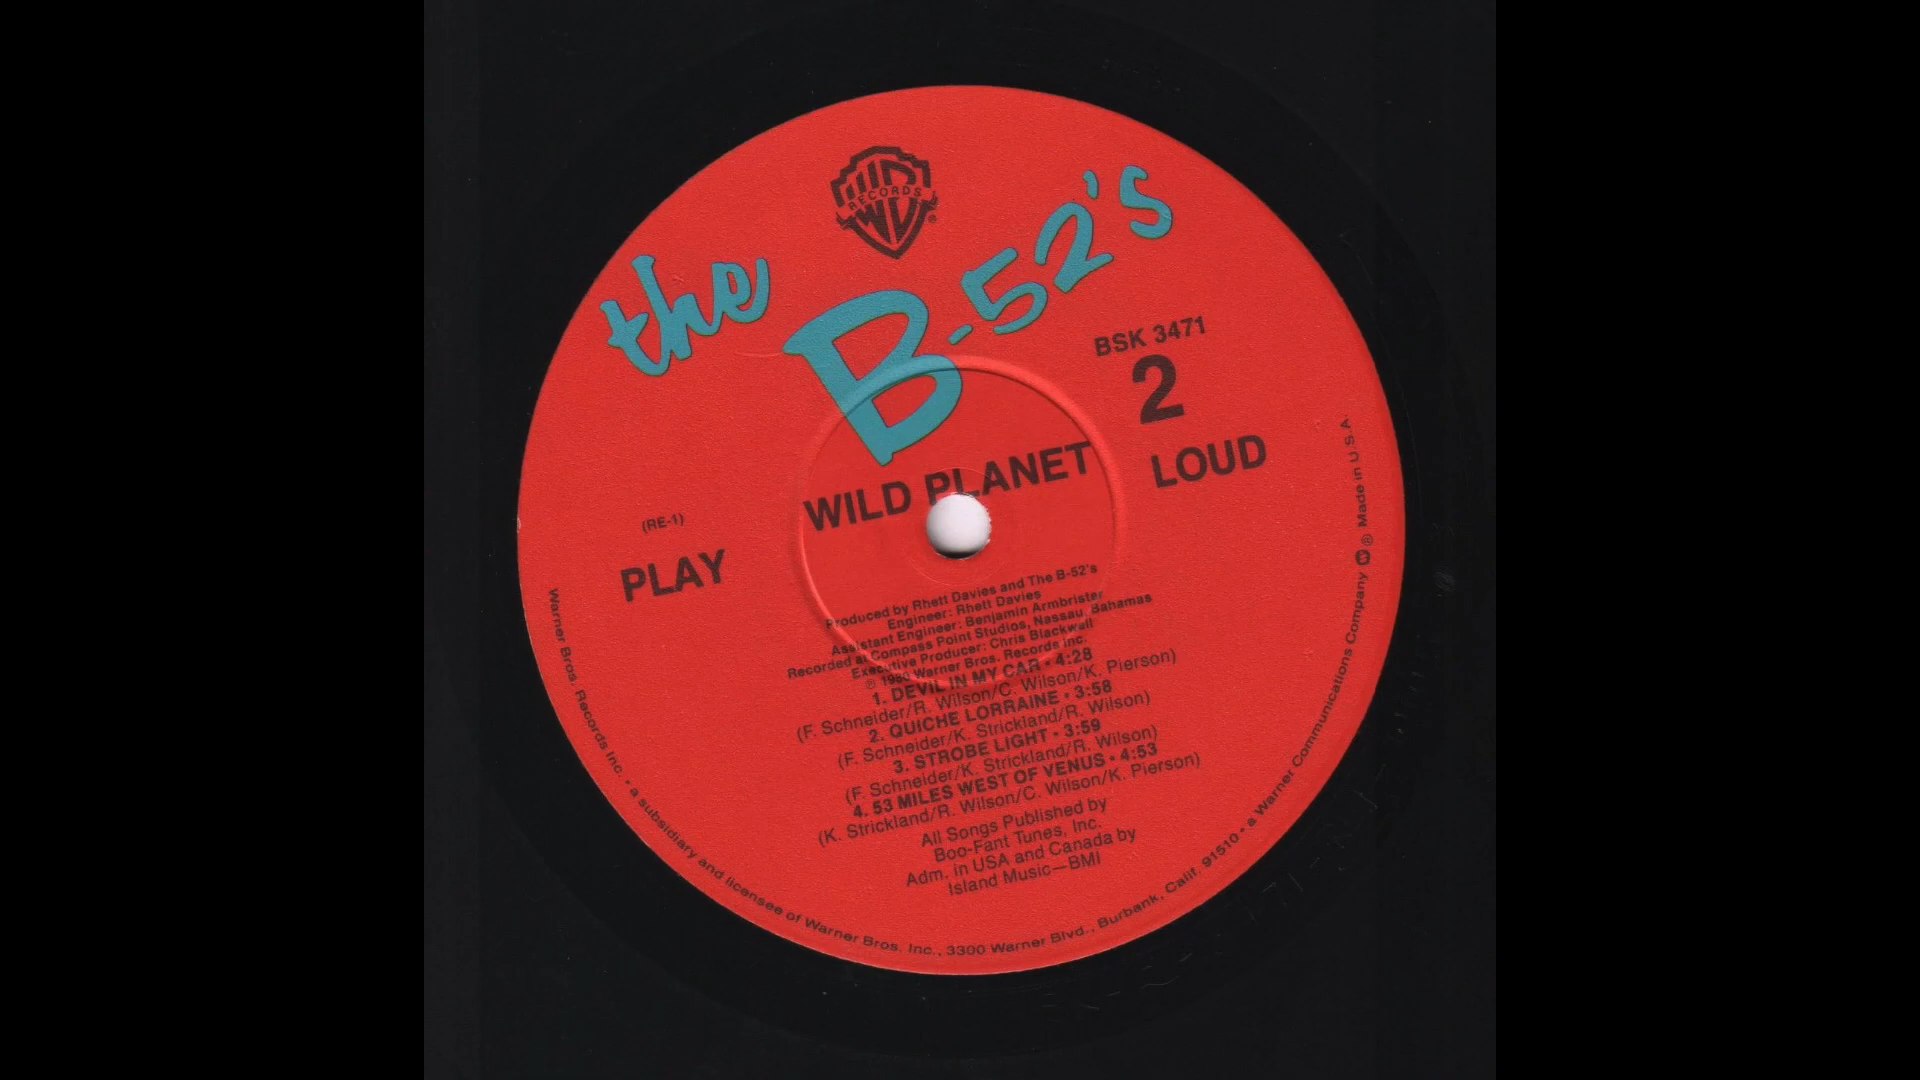 RECORDS
the B-52's
BSK 3471
2
WILD PLANET
LOUD
(RE-1)
PLAY
Produced by Rhett Davies and The B-52's
Engineer: Rhett Davies
Assistant Engineer: Benjamin Armbrister
Recorded at Compass Point Studios, Nassau, Bahamas
Executive Producer: Chris Blackwell
℗ 1980 Warner Bros. Records Inc.
1. DEVIL IN MY CAR • 4:28
(F. Schneider/R. Wilson/C. Wilson/K. Pierson)
2. QUICHE LORRAINE • 3:58
(F. Schneider/K. Strickland/R. Wilson)
3. STROBE LIGHT • 3:59
(F. Schneider/K. Strickland/R. Wilson)
4. 53 MILES WEST OF VENUS • 4:53
(K. Strickland/R. Wilson/C. Wilson/K. Pierson)
All Songs Published by
Boo-Fant Tunes, Inc.
Adm. in USA and Canada by
Island Music—BMI
Warner Bros. Records Inc. • a subsidiary and licensee of Warner Bros. Inc., 3300 Warner Blvd., Burbank, Calif. 91510 • a Warner Communications Company ® Made in U.S.A.